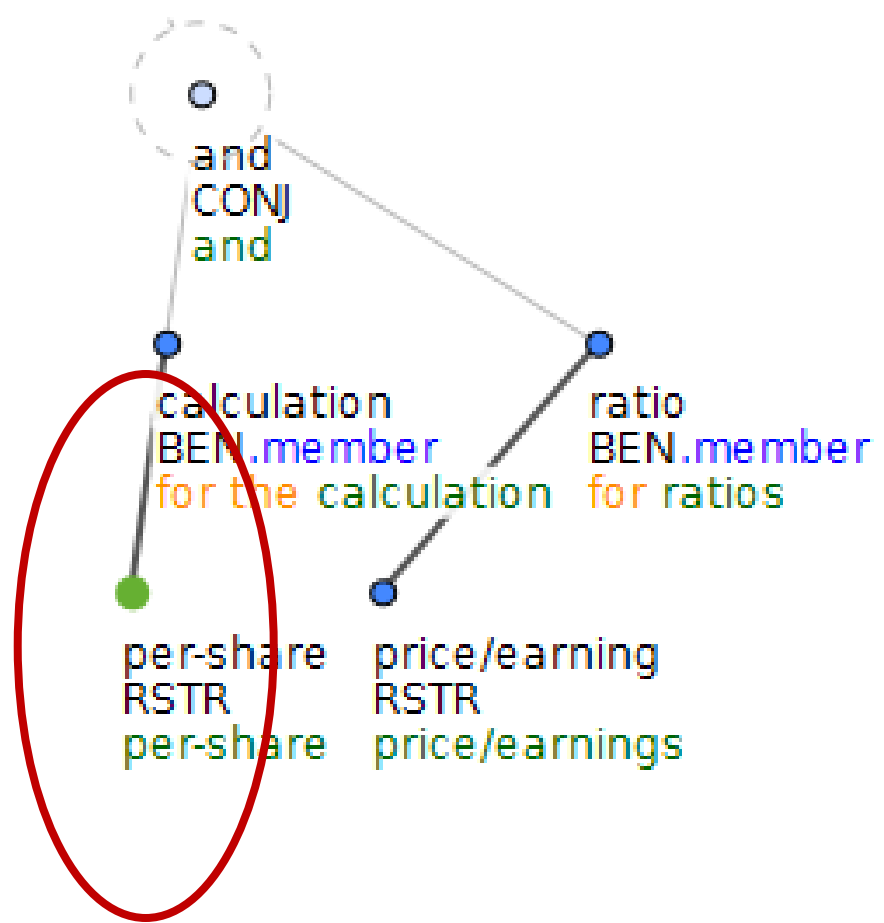 and
CONJ
and
calculation
BEN.member
for the calculation
ratio
BEN.member
for ratios
per-share
RSTR
per-share
price/earning
RSTR
price/earnings